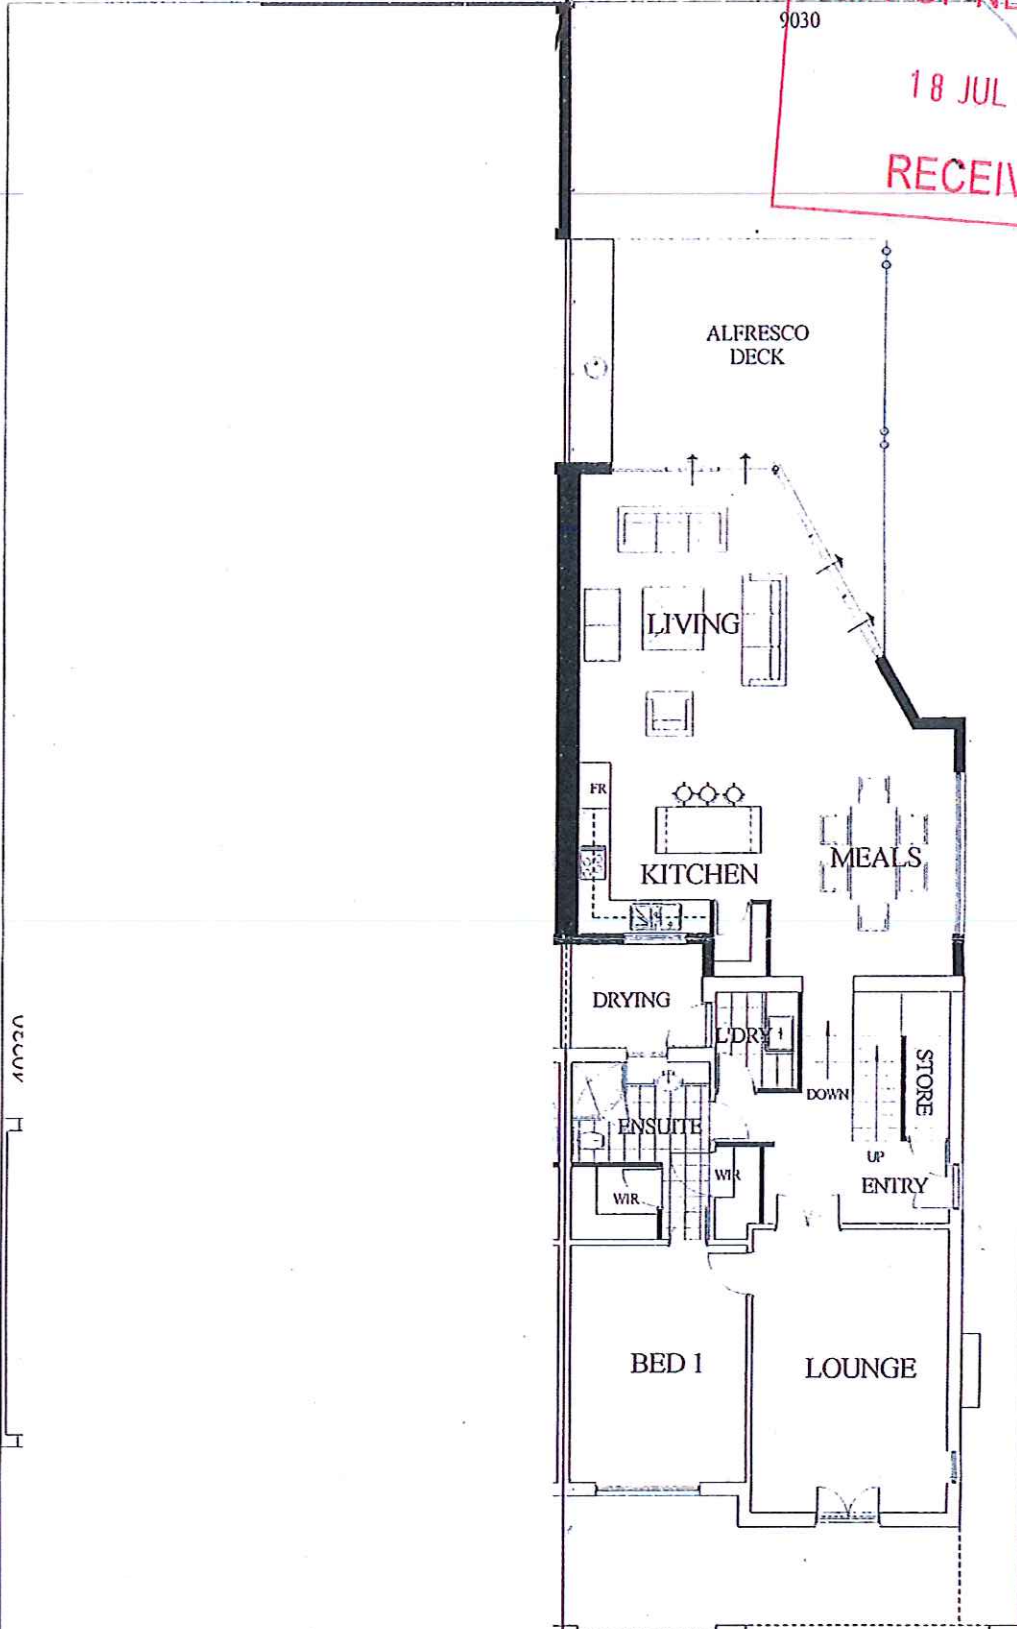 9030
18 JUL
ALFRESCO
DECK
LIVING
FR
KITCHEN
MEALS
DRYING
L'DRY
STORE
DOWN
ENSUITE
UP
WIR
WIR
ENTRY
BED 1
LOUNGE